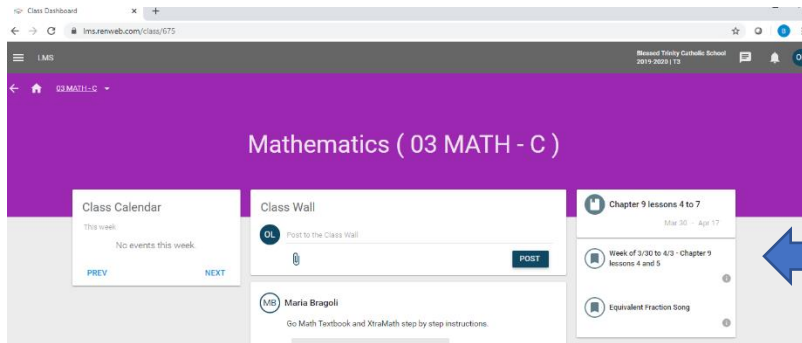 Class Dashboard
lms.renweb.com/class/675
B
LMS
Blessed Trinity Catholic School
2019-2020 | T3
03 MATH - C
Mathematics ( 03 MATH - C )
Class Calendar
This week
No events this week
PREV NEXT
Class Wall
OL Post to the Class Wall
POST
MB Maria Bragoli
Go Math Textbook and XtraMath step by step instructions.
Chapter 9 lessons 4 to 7
Mar 30 - Apr 17
Week of 3/30 to 4/3 - Chapter 9
lessons 4 and 5
Equivalent Fraction Song